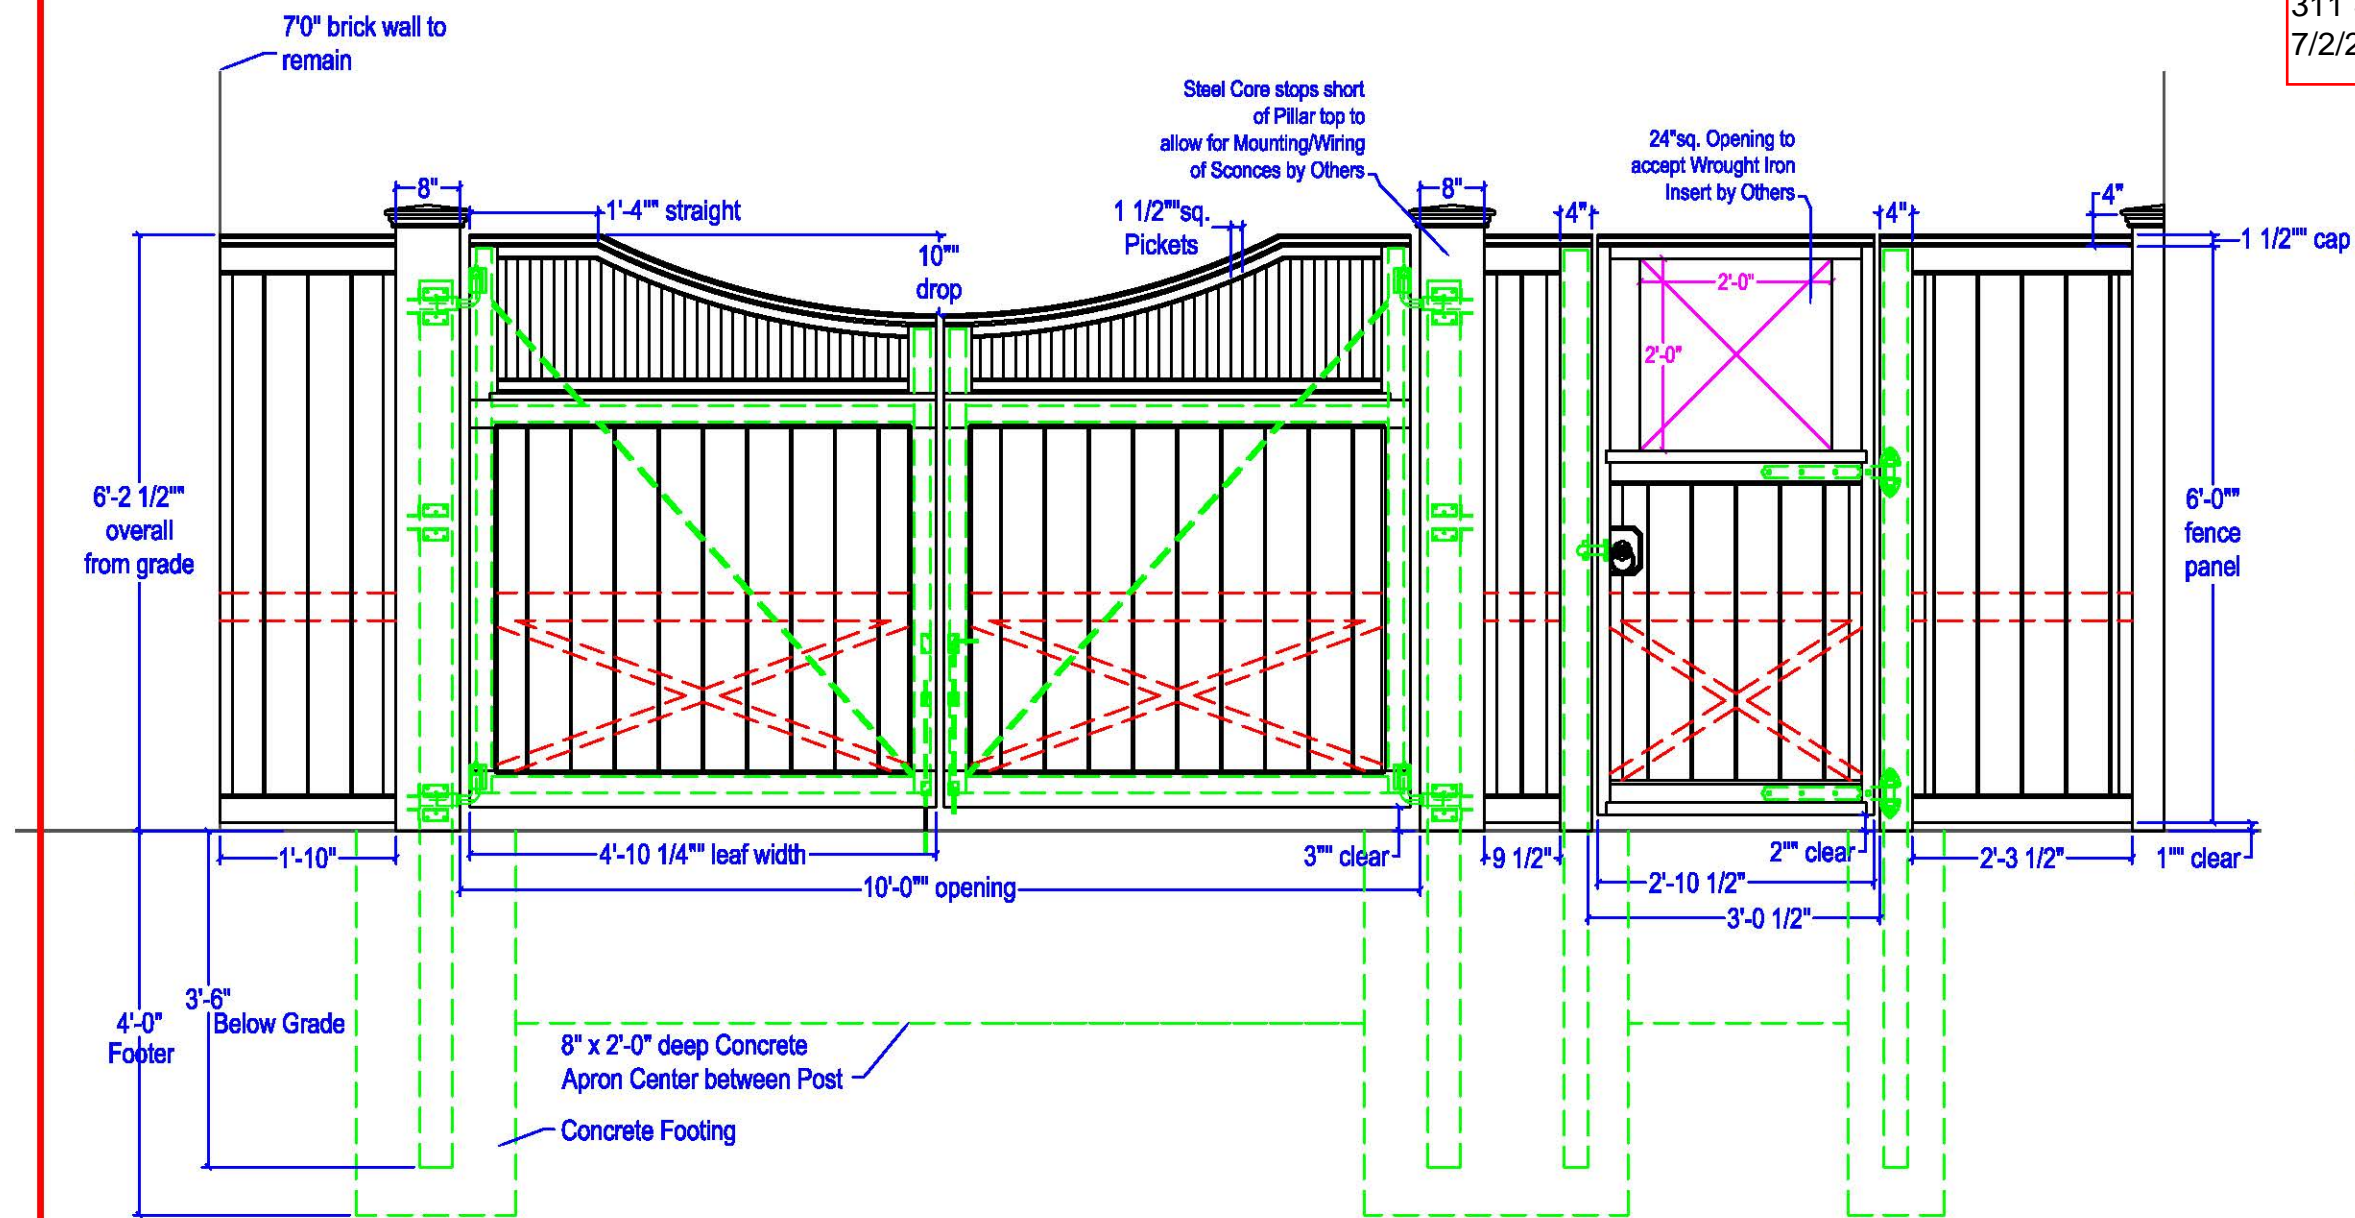 311
7/2/2
7'0" brick wall to
remain
Steel Core stops short
of Pillar top to
allow for Mounting/Wiring
of Sconces by Others
24"sq. Opening to
accept Wrought Iron
Insert by Others
8"
1'-4"" straight
1 1/2""sq.
Pickets
8"
4"
4"
4"
1 1/2"" cap
10""
drop
2'-0"
2'-0"
6'-2 1/2""
overall
from grade
6'-0""
fence
panel
1'-10"
4'-10 1/4"" leaf width
3"" clear
9 1/2"
2"" clear
2'-3 1/2"
1"" clear
10'-0"" opening
2'-10 1/2"
3'-0 1/2"
3'-6"
Below Grade
4'-0"
Footer
8" x 2'-0" deep Concrete
Apron Center between Post
Concrete Footing